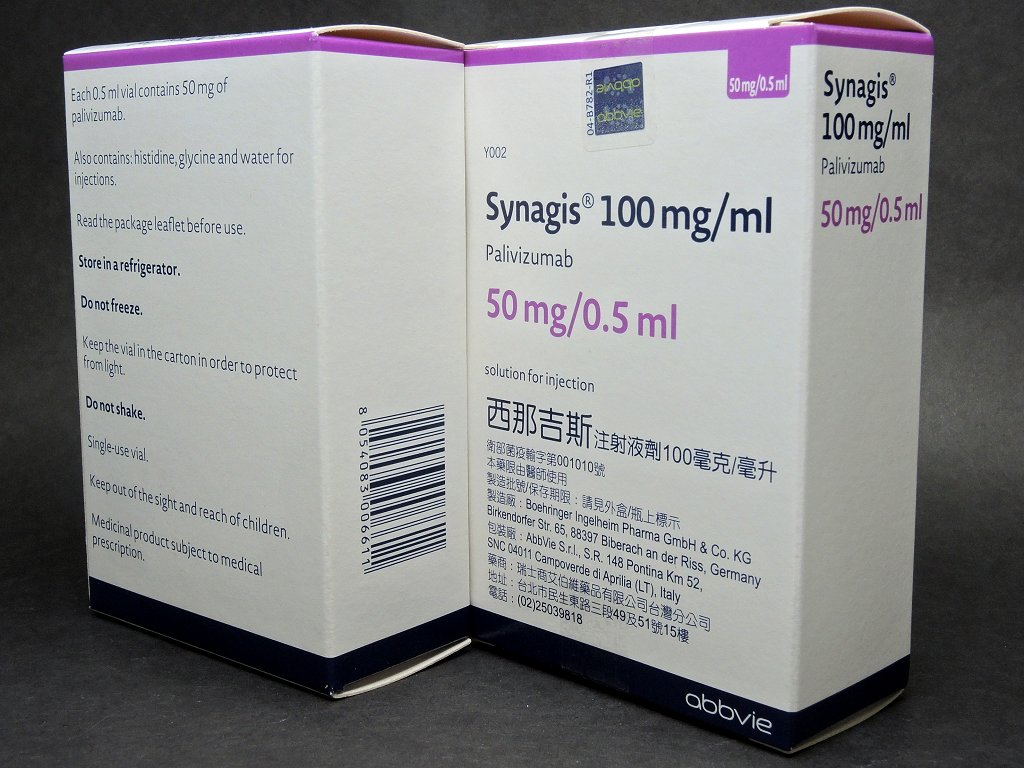 Each 0.5 ml vial contains 50 mg of
palivizumab.
Also contains: histidine, glycine and water for
injections.
Read the package leaflet before use.
Store in a refrigerator.
Do not freeze.
Keep the vial in the carton in order to protect
from light.
Do not shake.
Single-use vial.
Keep out of the sight and reach of children.
Medicinal product subject to medical
prescription.
8 054083 006611
50 mg/0.5 ml
04-B782-R1
abbvie
abbvie
Y002
Synagis® 100 mg/ml
Palivizumab
50 mg/0.5 ml
solution for injection
西那吉斯 注射液劑100毫克/毫升
衛部菌疫輸字第001010號
本藥限由醫師使用
製造批號/保存期限：請見外盒/瓶上標示
製造廠：Boehringer Ingelheim Pharma GmbH & Co. KG
Birkendorfer Str. 65, 88397 Biberach an der Riss, Germany
包裝廠：AbbVie S.r.l., S.R. 148 Pontina Km 52,
SNC 04011 Campoverde di Aprilia (LT), Italy
藥商：瑞士商艾伯維藥品有限公司台灣分公司
地址：台北市民生東路三段49及51號15樓
電話：(02)25039818
abbvie
Synagis®
100 mg/ml
Palivizumab
50 mg/0.5 ml